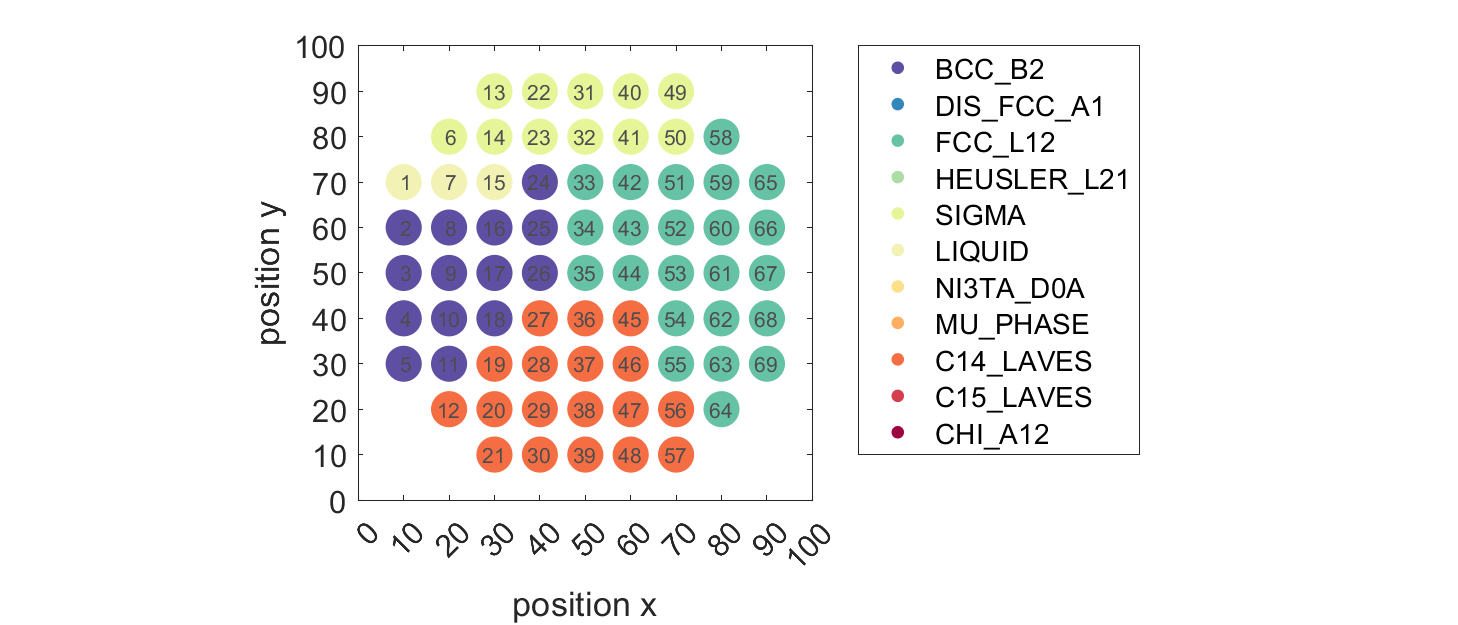 100
90 13 22 31 40 49
80 6 14 23 32 41 50 58
70 1 7 15 24 33 42 51 59 65
60 2 8 16 25 34 43 52 60 66
50 3 9 17 26 35 44 53 61 67
40 4 10 18 27 36 45 54 62 68
30 5 11 19 28 37 46 55 63 69
20 12 20 29 38 47 56 64
10 21 30 39 48 57
0
position y
0 10 20 30 40 50 60 70 80 90 100
position x
BCC_B2
DIS_FCC_A1
FCC_L12
HEUSLER_L21
SIGMA
LIQUID
NI3TA_D0A
MU_PHASE
C14_LAVES
C15_LAVES
CHI_A12